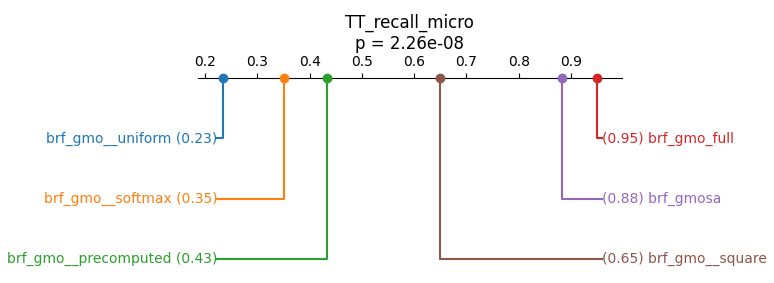 TT_recall_micro
p = 2.26e-08
0.2 0.3 0.4 0.5 0.6 0.7 0.8 0.9
brf_gmo__uniform (0.23)
(0.95) brf_gmo_full
brf_gmo__softmax (0.35)
(0.88) brf_gmosa
brf_gmo__precomputed (0.43)
(0.65) brf_gmo__square